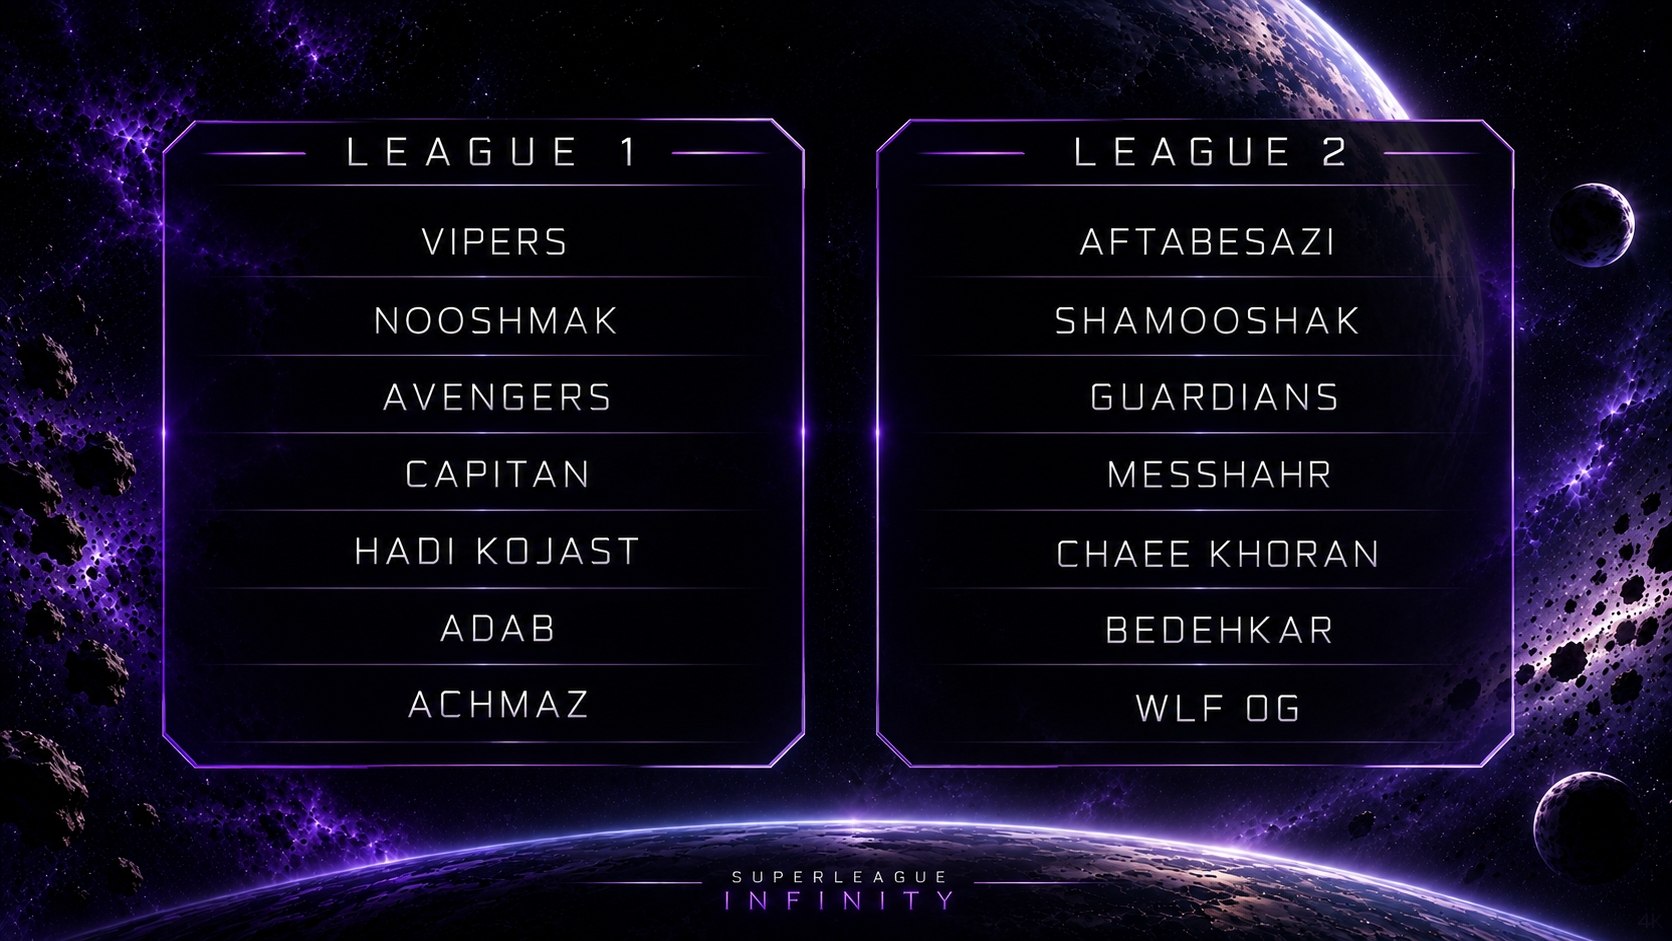 LEAGUE 1
VIPERS
NOOSHMAK
AVENGERS
CAPITAN
HADI KOJAST
ADAB
ACHMAZ
LEAGUE 2
AFTABESAZI
SHAMOOSHAK
GUARDIANS
MESSHAHR
CHAEE KHORAN
BEDEHKAR
WLF OG
SUPERLEAGUE
INFINITY